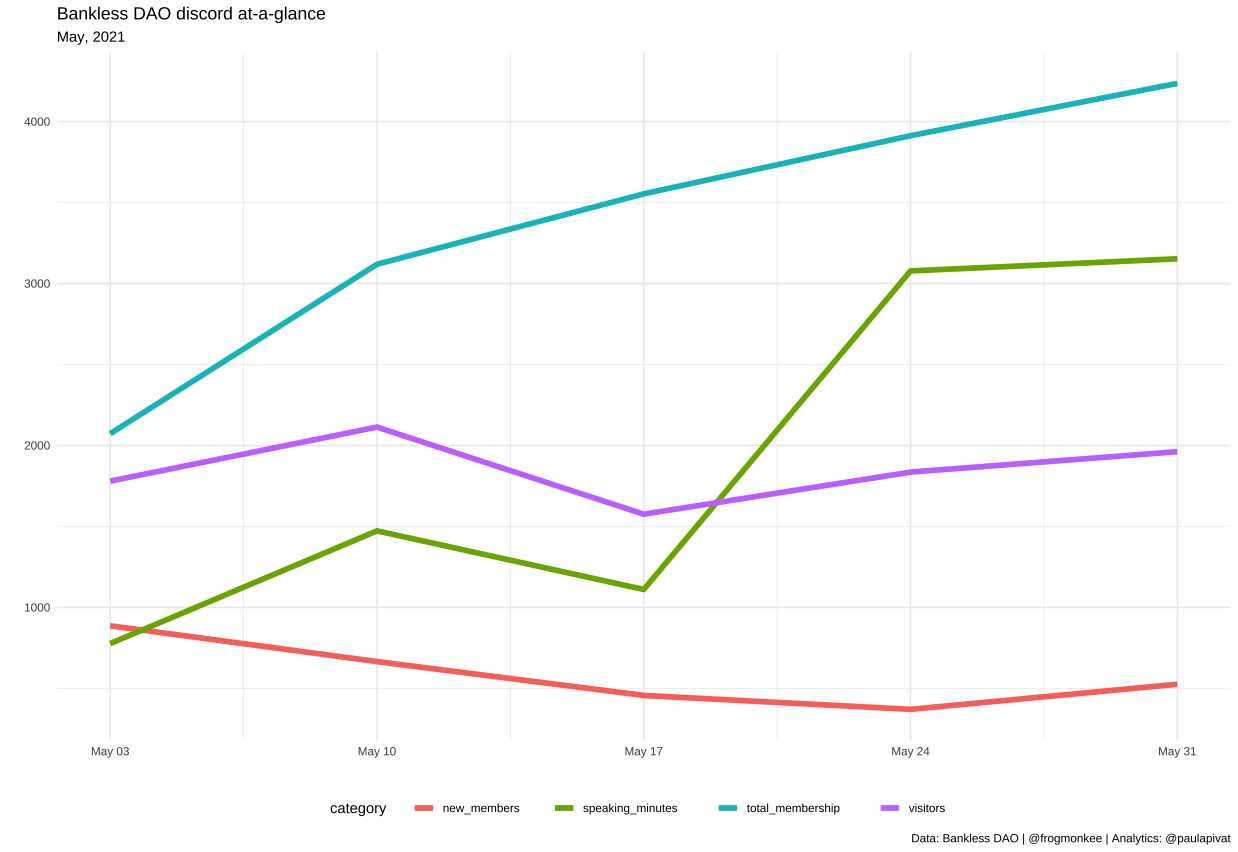 Bankless DAO discord at-a-glance
May, 2021
4000
3000
2000
1000
May 03 May 10 May 17 May 24 May 31
category new_members speaking_minutes total_membership visitors
Data: Bankless DAO | @frogmonkee | Analytics: @paulapivat